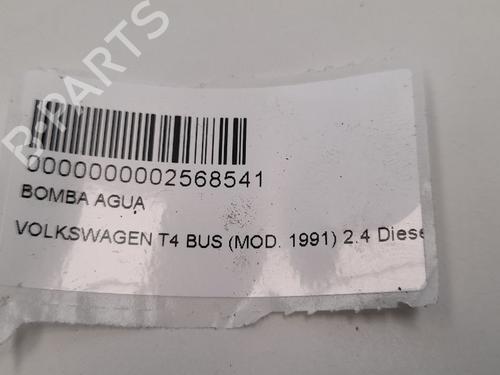 B-PARTS
0000000002568541
BOMBA AGUA
VOLKSWAGEN T4 BUS (MOD. 1991) 2.4 Diese